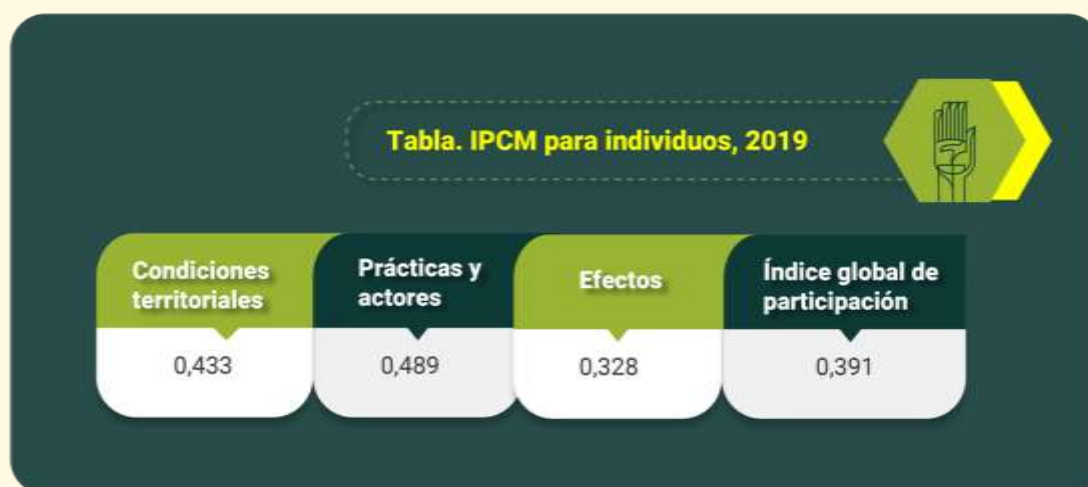 Tabla. IPCM para individuos, 2019
Condiciones
territoriales
Prácticas y
actores
Efectos
Índice global de
participación
0,433
0,489
0,328
0,391